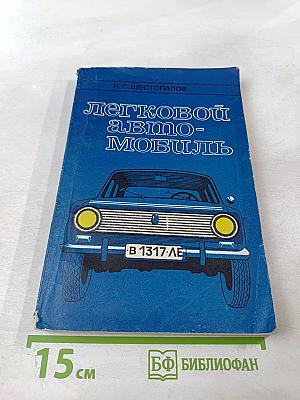 К. С. ШЕСТОПАЛОВ
легковой
авто-
мобиль
В 1317 ЛЕ
15 см
БФ БИБЛИОФАН